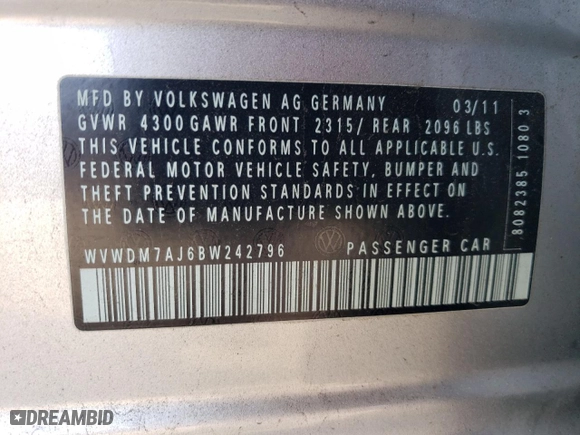 MFD BY VOLKSWAGEN AG GERMANY 03/11
GVWR 4300 GAWR FRONT 2315/ REAR 2096 LBS
THIS VEHICLE CONFORMS TO ALL APPLICABLE U.S.
FEDERAL MOTOR VEHICLE SAFETY, BUMPER AND
THEFT PREVENTION STANDARDS IN EFFECT ON
THE DATE OF MANUFACTURE SHOWN ABOVE.
WVWDM7AJ6BW242796 PASSENGER CAR
8082385 1080 3
DREAMBID